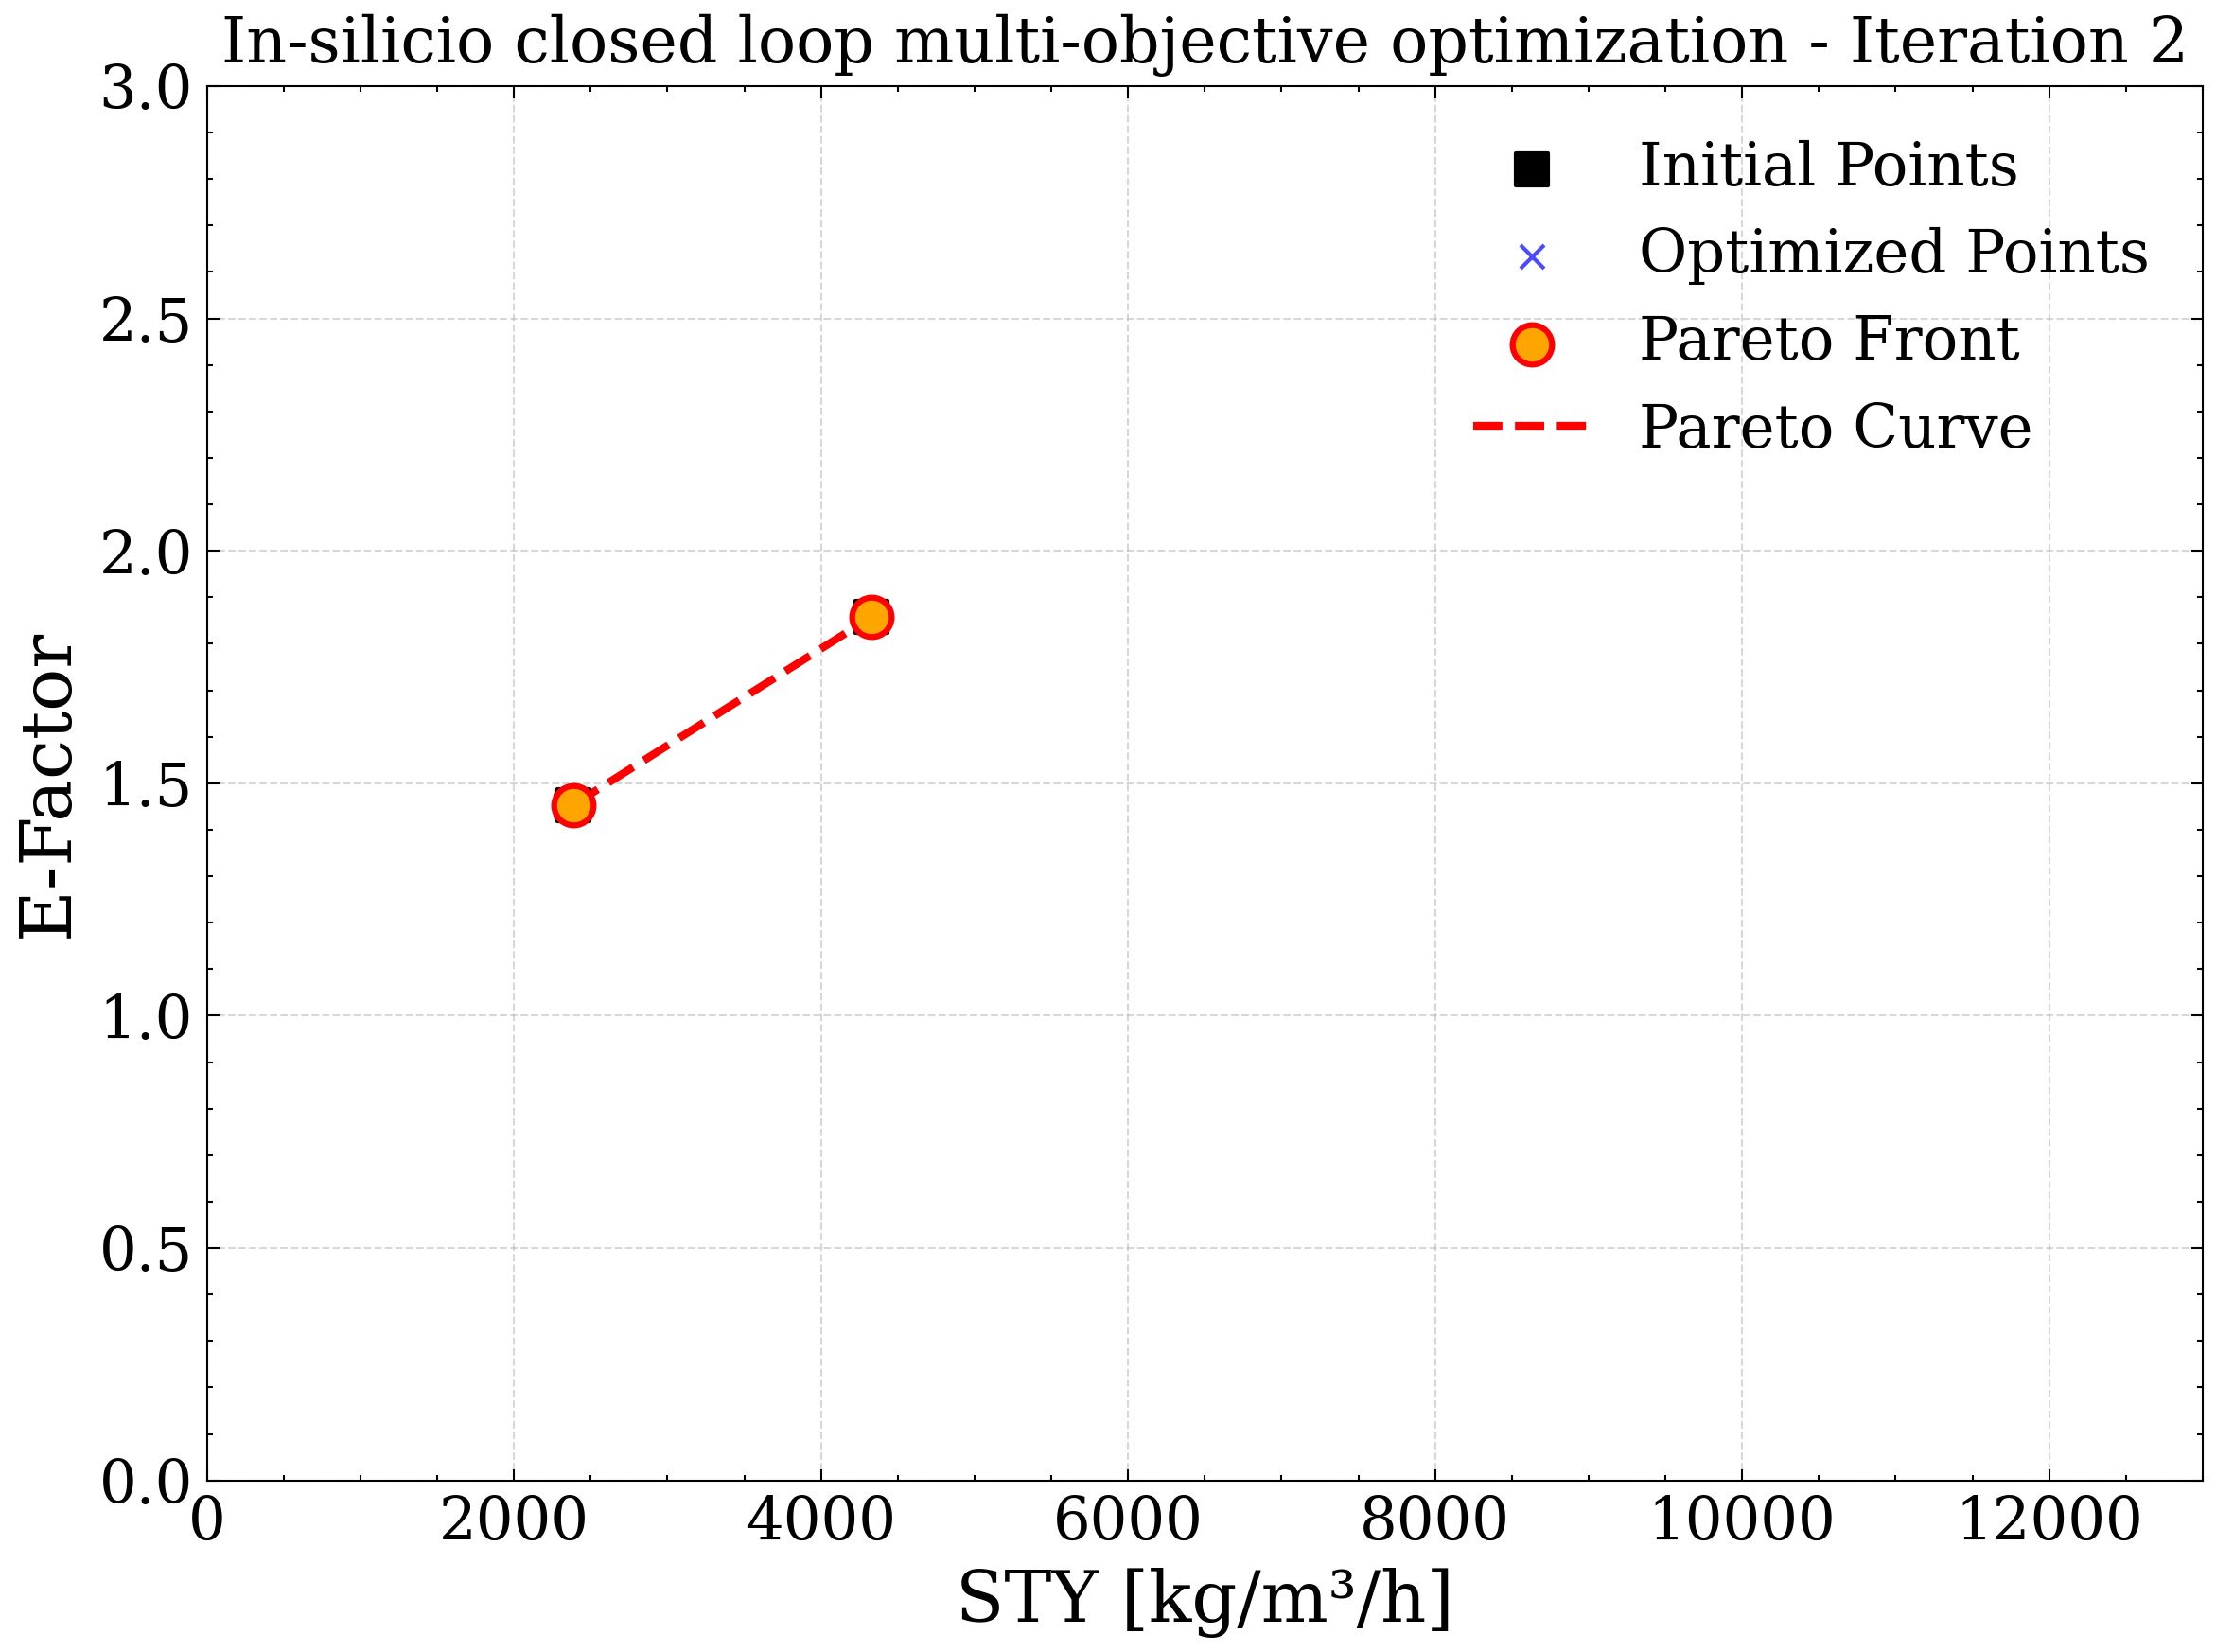 In-silicio closed loop multi-objective optimization - Iteration 2
3.0
2.5
2.0
1.5
1.0
0.5
0.0
E-Factor
Initial Points
Optimized Points
Pareto Front
Pareto Curve
0 2000 4000 6000 8000 10000 12000
STY [kg/m³/h]